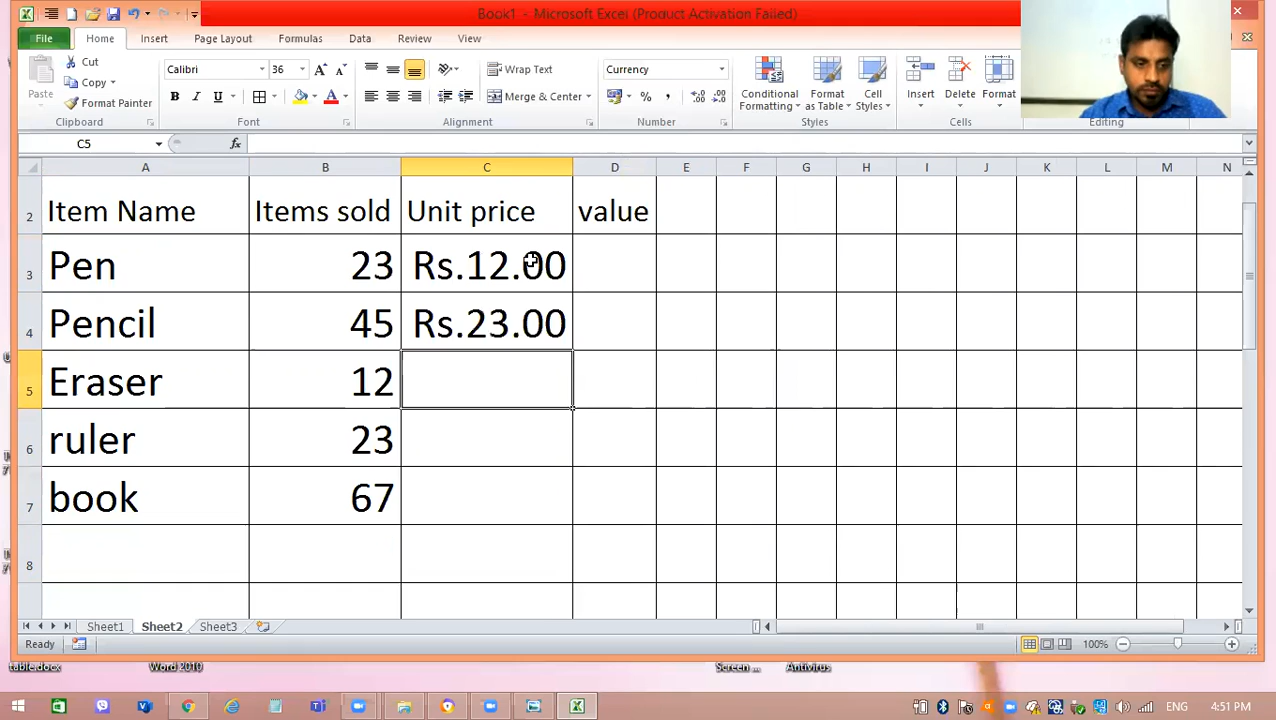 Book1 - Microsoft Excel (Product Activation Failed)
File Home Insert Page Layout Formulas Data Review View
Paste
Cut
Copy
Format Painter
Calibri 36
B I U
Wrap Text
Merge & Center
Currency
Conditional Formatting
Format as Table
Cell Styles
Insert
Delete
Format
Clipboard Font Alignment Number Styles Cells Editing
C5 fx
A B C D E F G H I J K L M N
2 Item Name Items sold Unit price value
3 Pen 23 Rs.12.00
4 Pencil 45 Rs.23.00
5 Eraser 12
6 ruler 23
7 book 67
8
Sheet1 Sheet2 Sheet3
Ready 100%
table.docx Word 2010 Screen ... Antivirus
ENG 4:51 PM